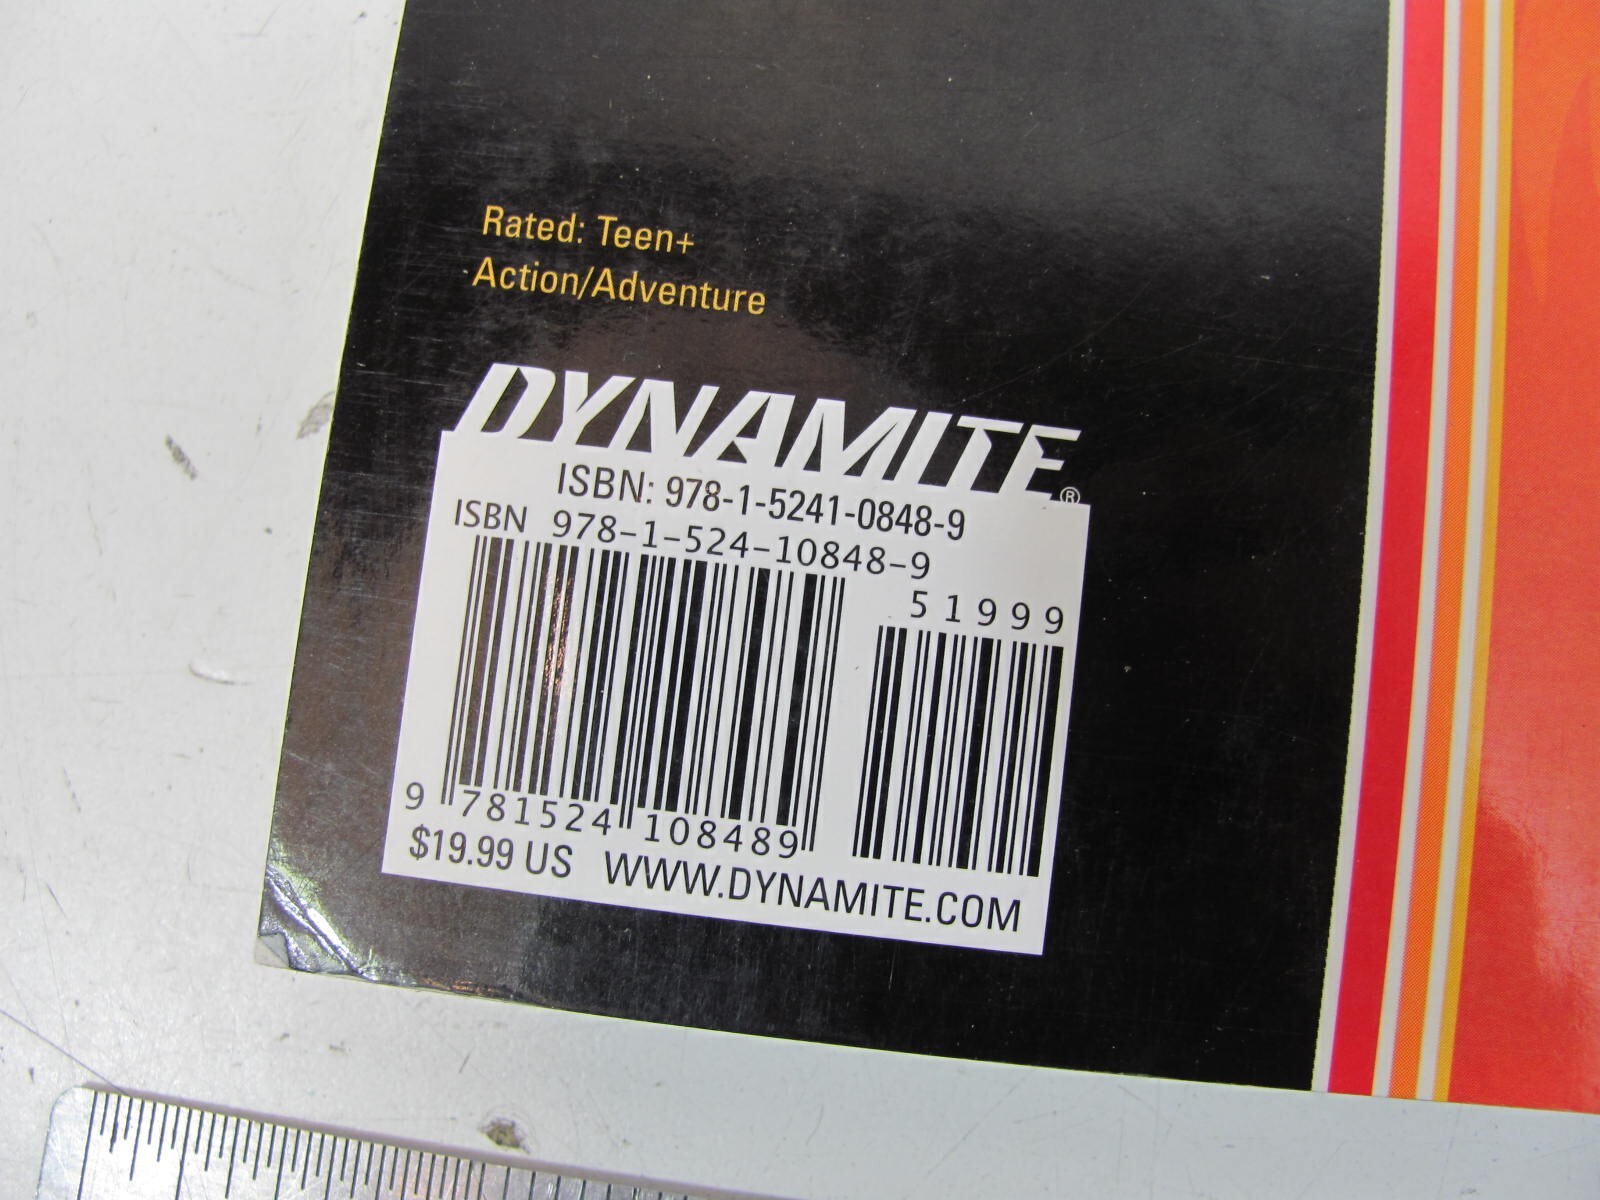 Rated: Teen+
Action/Adventure
DYNAMITE®
ISBN: 978-1-5241-0848-9
ISBN 978-1-524-10848-9
51999
9 781524 108489
$19.99 US WWW.DYNAMITE.COM